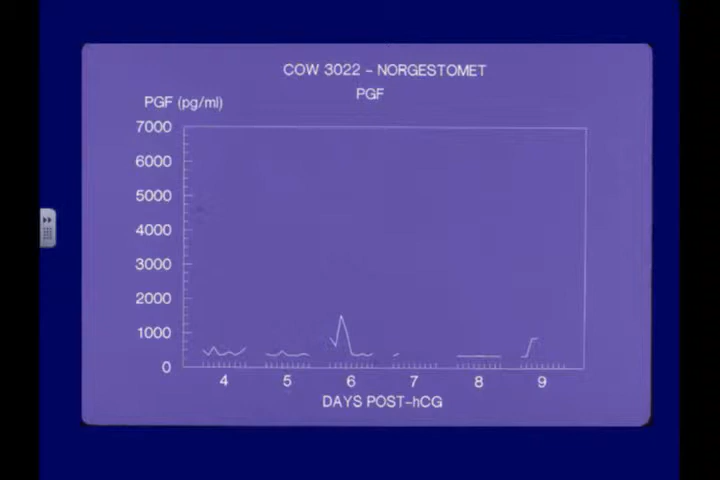 COW 3022 - NORGESTOMET
PGF
PGF (pg/ml)
7000
6000
5000
4000
3000
2000
1000
0
4 5 6 7 8 9
DAYS POST-hCG